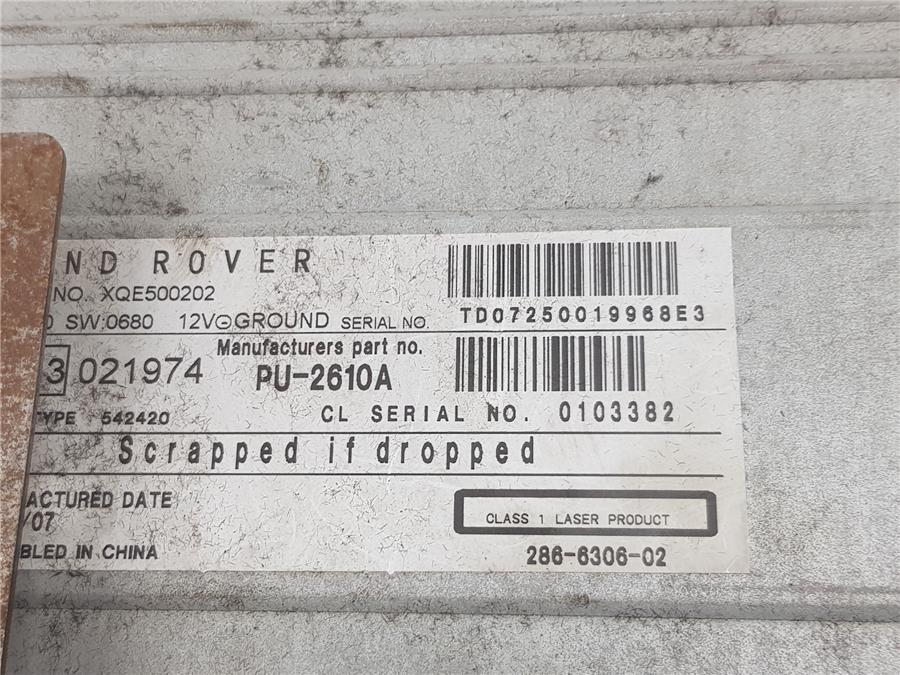 ND ROVER
NO. XQE500202
SW:0680 12V⊖GROUND SERIAL NO. TD07250019968E3
3 021974 Manufacturers part no. PU-2610A
YPE 542420 CL SERIAL NO. 0103382
Scrapped if dropped
ACTURED DATE
/07
CLASS 1 LASER PRODUCT
BLED IN CHINA 286-6306-02